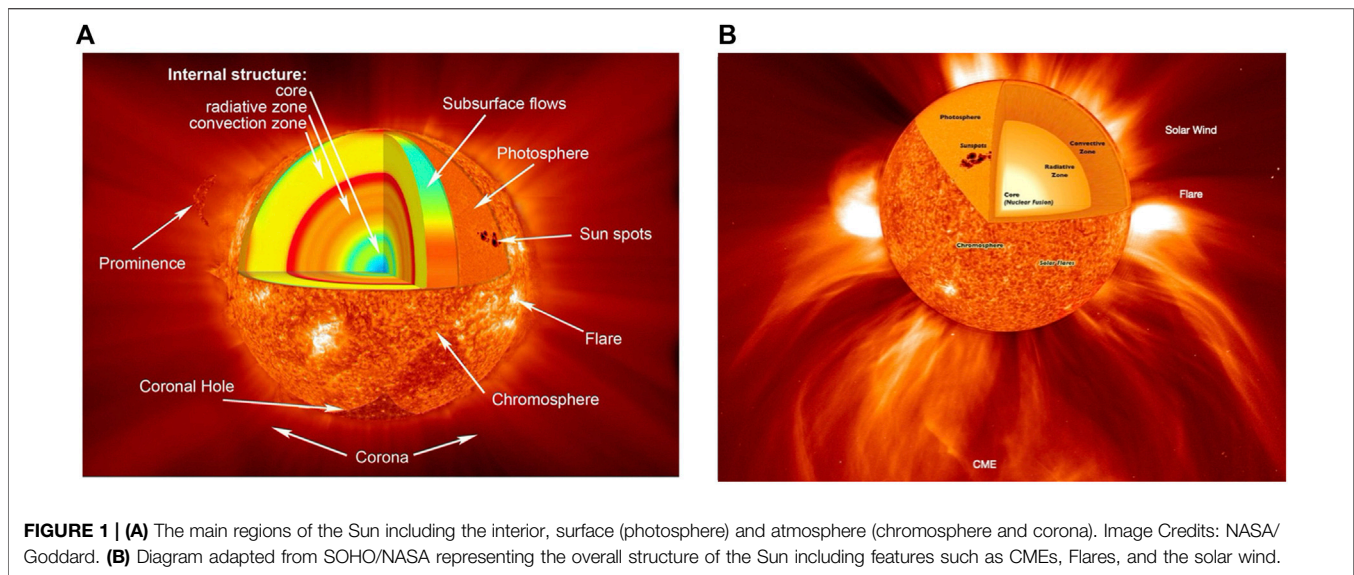 A
Internal structure:
core
radiative zone
convection zone
Subsurface flows
Photosphere
Sun spots
Prominence
Flare
Coronal Hole
Chromosphere
Corona
B
Photosphere
Sunspots
Convective
Zone
Radiative
Zone
Core
(Nuclear Fusion)
Chromosphere
Solar Flares
Solar Wind
Flare
CME
FIGURE 1 | (A) The main regions of the Sun including the interior, surface (photosphere) and atmosphere (chromosphere and corona). Image Credits: NASA/
Goddard. (B) Diagram adapted from SOHO/NASA representing the overall structure of the Sun including features such as CMEs, Flares, and the solar wind.